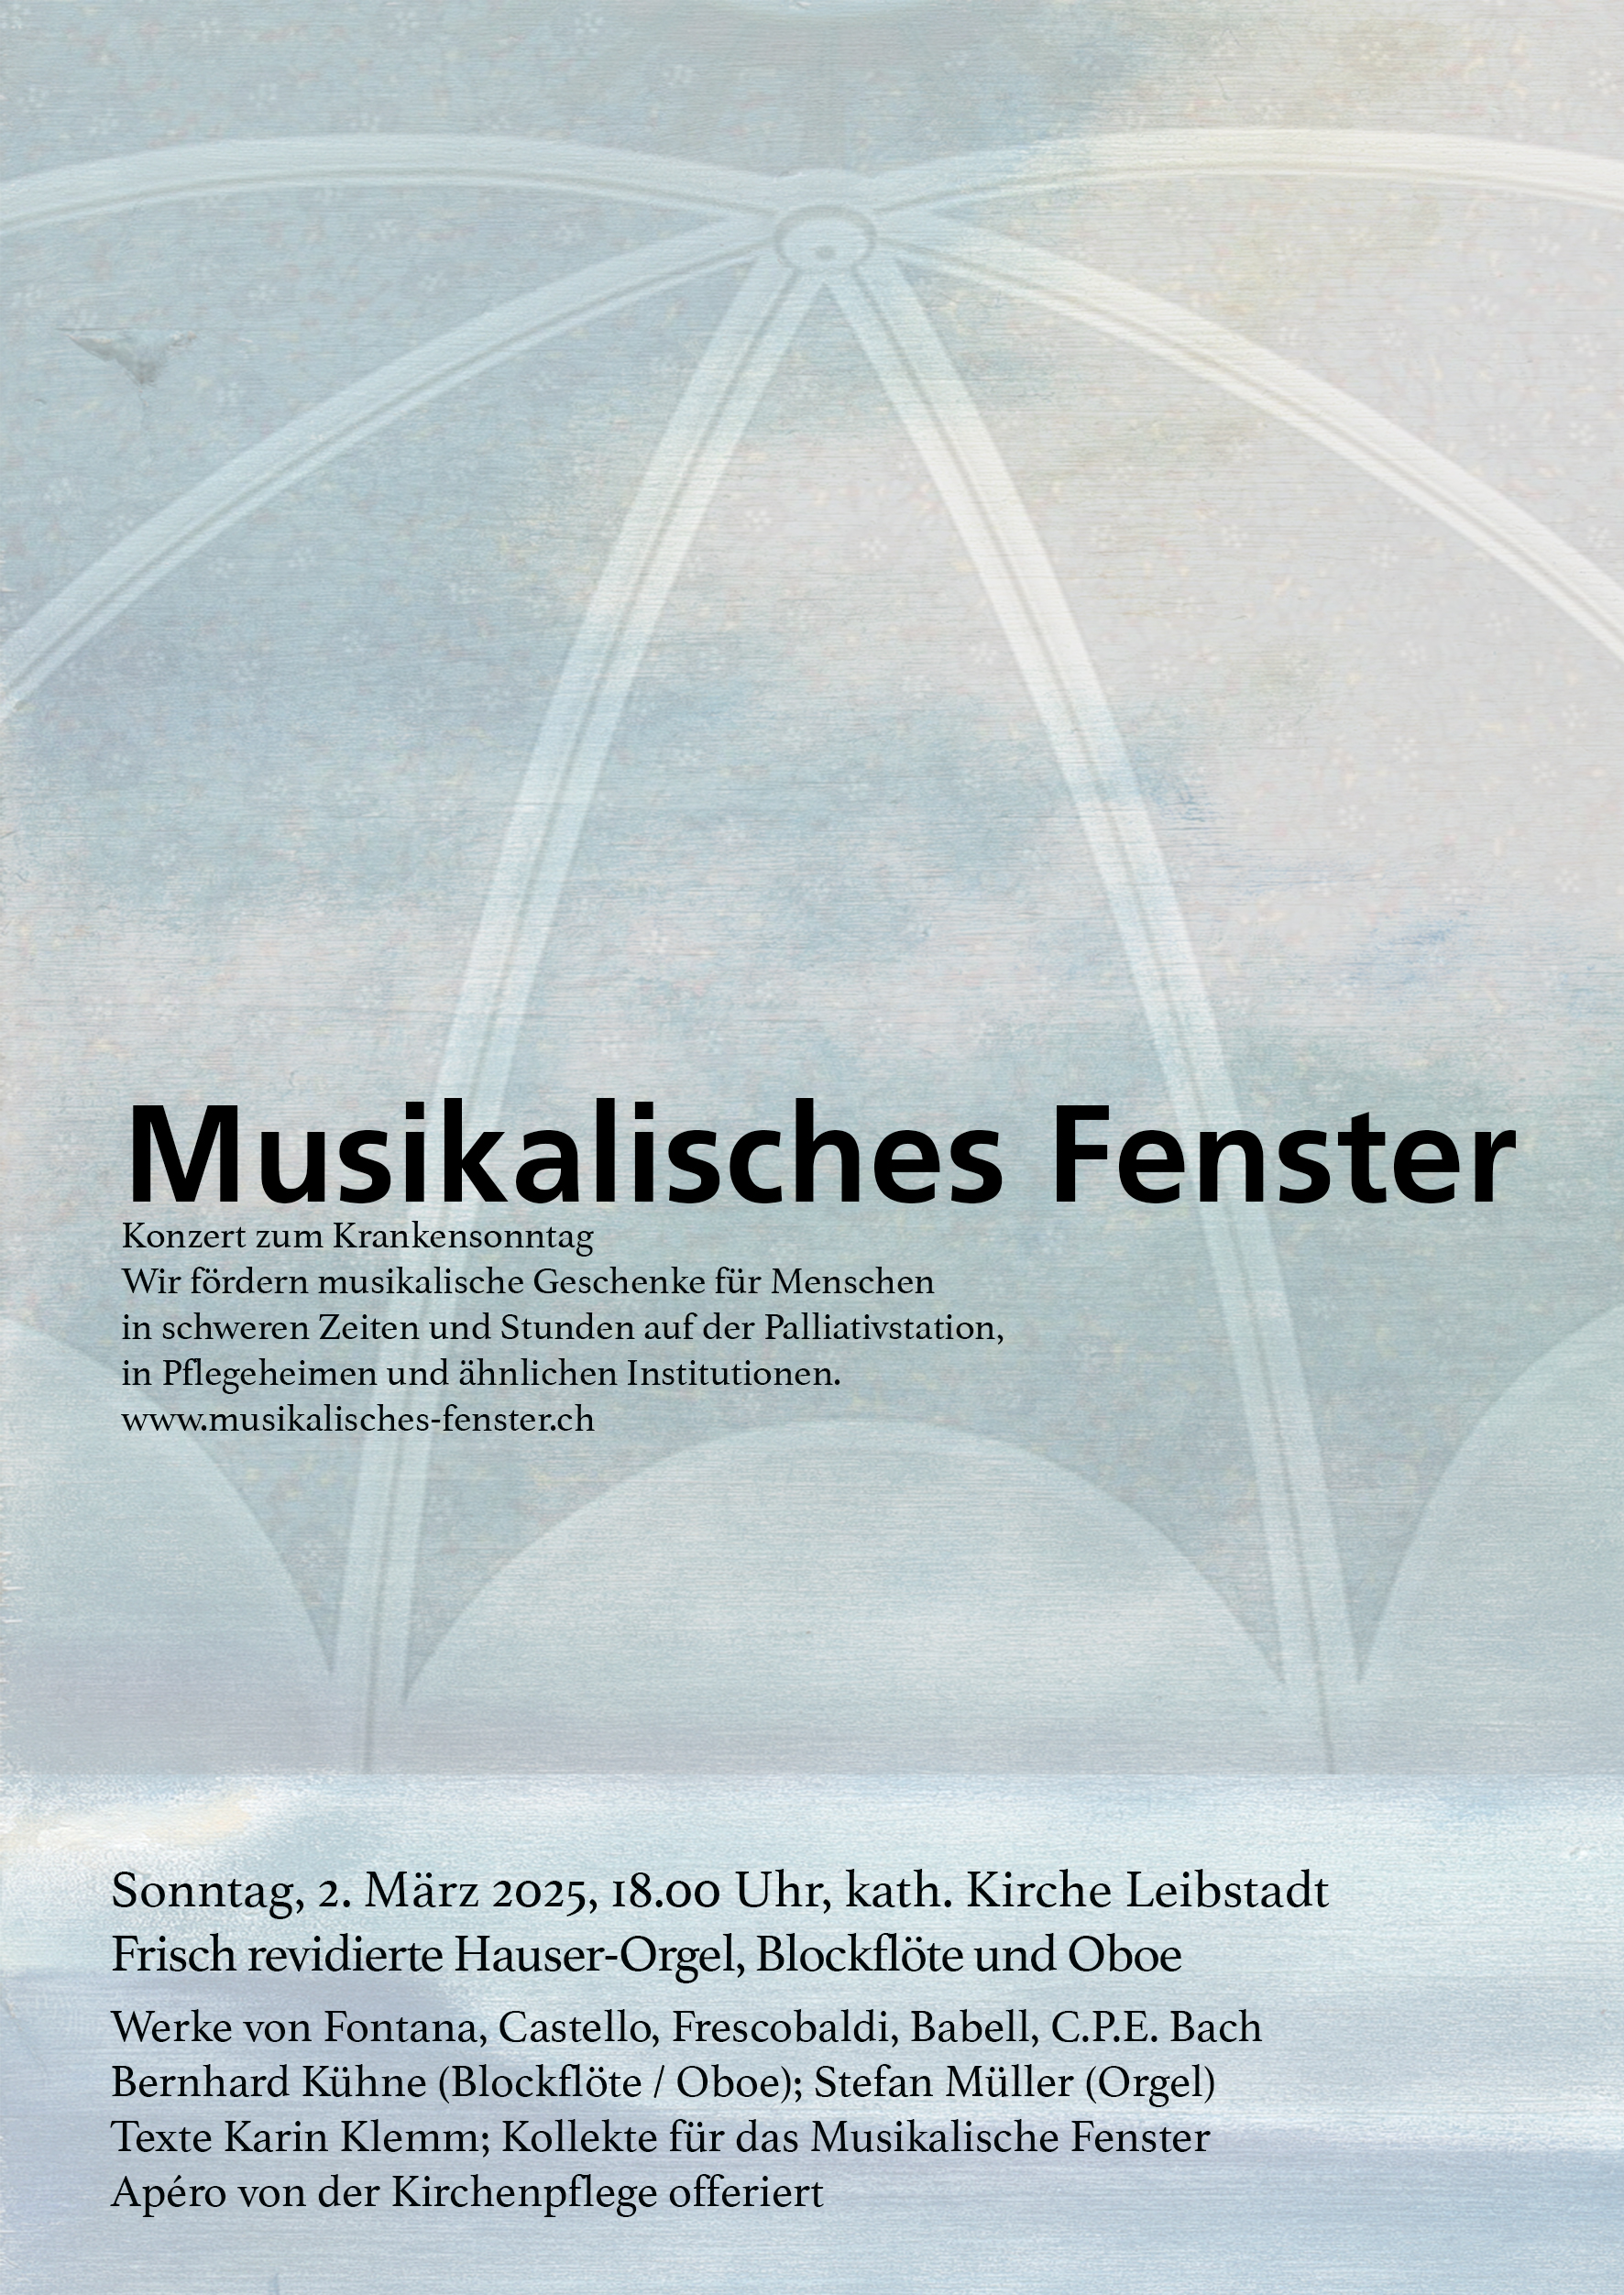 Musikalisches Fenster
Konzert zum Krankensonntag
Wir fördern musikalische Geschenke für Menschen
in schweren Zeiten und Stunden auf der Palliativstation,
in Pflegeheimen und ähnlichen Institutionen.
www.musikalisches-fenster.ch
Sonntag, 2. März 2025, 18.00 Uhr, kath. Kirche Leibstadt
Frisch revidierte Hauser-Orgel, Blockflöte und Oboe
Werke von Fontana, Castello, Frescobaldi, Babell, C.P.E. Bach
Bernhard Kühne (Blockflöte / Oboe); Stefan Müller (Orgel)
Texte Karin Klemm; Kollekte für das Musikalische Fenster
Apéro von der Kirchenpflege offeriert